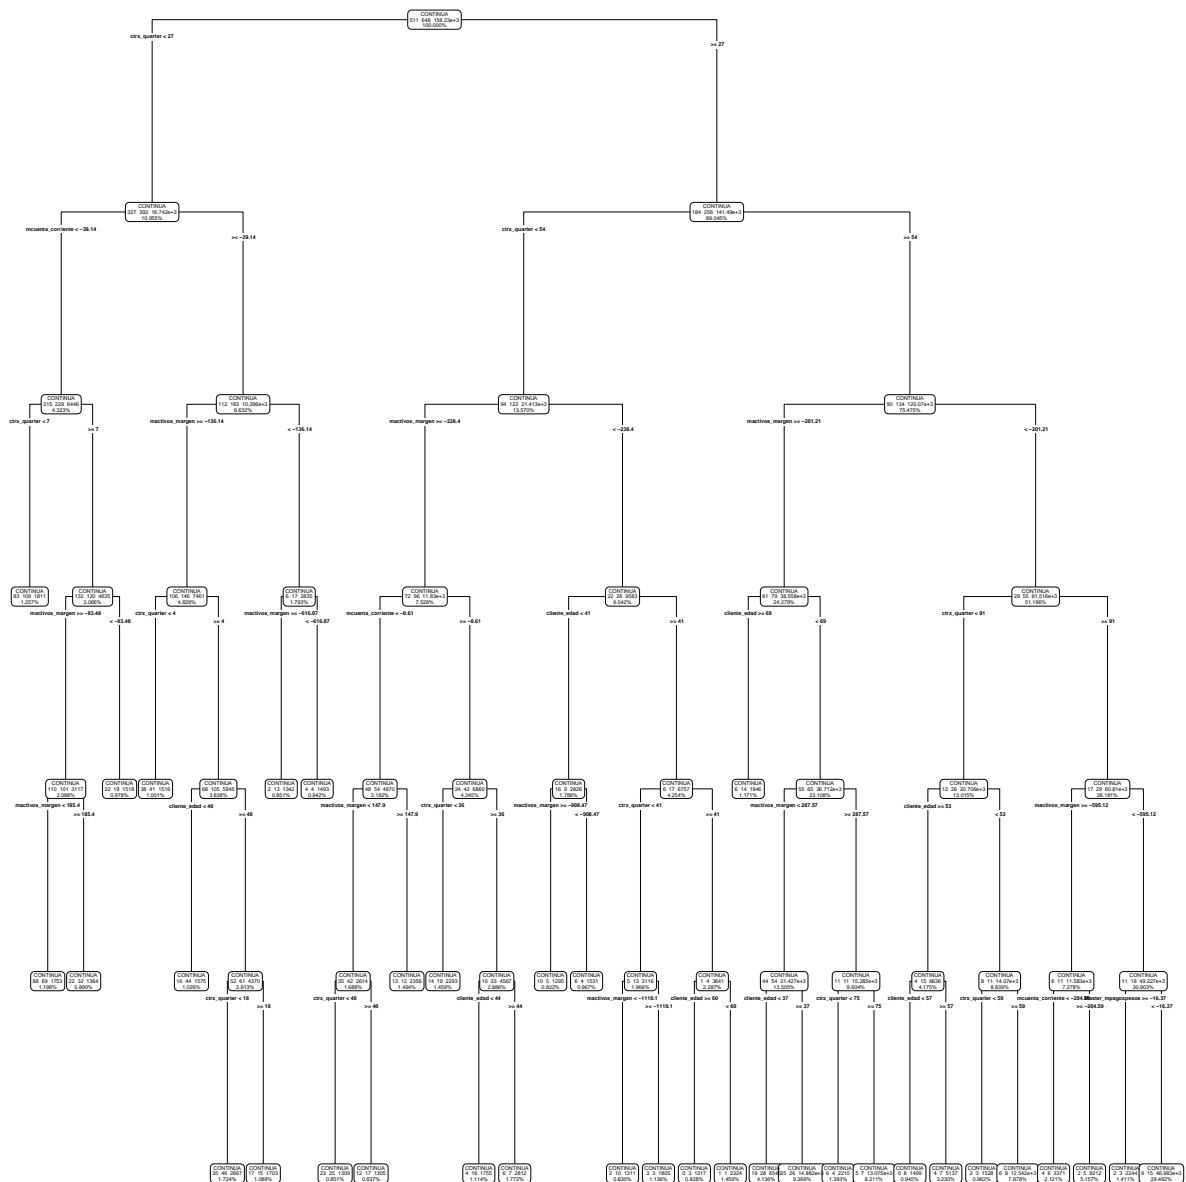 CONTINUA
511 648 158.23e+3
100.000%
ctrx_quarter < 27
>= 27
CONTINUA
327 392 16.742e+3
10.955%
CONTINUA
184 256 141.49e+3
89.045%
mcuenta_corriente < −39.14
>= −39.14
ctrx_quarter < 54
>= 54
CONTINUA
215 229 6446
4.323%
CONTINUA
112 163 10.296e+3
6.632%
CONTINUA
94 122 21.413e+3
13.570%
CONTINUA
90 134 120.07e+3
75.475%
ctrx_quarter < 7
>= 7
mactivos_margen >= −136.14
< −136.14
mactivos_margen >= −238.4
< −238.4
mactivos_margen >= −201.21
< −201.21
CONTINUA
83 109 1811
1.257%
CONTINUA
132 120 4635
3.066%
CONTINUA
106 146 7461
4.839%
CONTINUA
6 17 2835
1.793%
CONTINUA
72 96 11.83e+3
7.528%
CONTINUA
22 26 9583
6.042%
CONTINUA
61 79 38.558e+3
24.279%
CONTINUA
29 55 81.516e+3
51.196%
mactivos_margen >= −83.48
< −83.48
ctrx_quarter < 4
>= 4
mactivos_margen >= −616.07
< −616.07
mcuenta_corriente < −0.61
>= −0.61
cliente_edad < 41
>= 41
cliente_edad >= 69
< 69
ctrx_quarter < 91
>= 91
CONTINUA
110 101 3117
2.088%
CONTINUA
22 19 1518
0.978%
CONTINUA
38 41 1516
1.001%
CONTINUA
68 105 5945
3.838%
CONTINUA
2 13 1342
0.851%
CONTINUA
4 4 1493
0.942%
CONTINUA
48 54 4970
3.182%
CONTINUA
24 42 6860
4.345%
CONTINUA
16 9 2826
1.789%
CONTINUA
6 17 6757
4.254%
CONTINUA
6 14 1846
1.171%
CONTINUA
55 65 36.712e+3
23.108%
CONTINUA
12 26 20.706e+3
13.015%
CONTINUA
17 29 60.81e+3
38.181%
mactivos_margen < 185.4
>= 185.4
cliente_edad < 40
>= 40
mactivos_margen < 147.9
>= 147.9
ctrx_quarter < 36
>= 36
mactivos_margen >= −908.47
< −908.47
ctrx_quarter < 41
>= 41
mactivos_margen < 287.57
>= 287.57
cliente_edad >= 53
< 53
mactivos_margen >= −595.12
< −595.12
CONTINUA
88 69 1753
1.198%
CONTINUA
22 32 1364
0.890%
CONTINUA
16 44 1575
1.026%
CONTINUA
52 61 4370
2.813%
CONTINUA
35 42 2614
1.688%
CONTINUA
13 12 2356
1.494%
CONTINUA
14 19 2293
1.459%
CONTINUA
10 23 4567
2.886%
CONTINUA
10 5 1295
0.822%
CONTINUA
6 4 1531
0.967%
CONTINUA
5 13 3116
1.966%
CONTINUA
1 4 3641
2.287%
CONTINUA
44 54 21.427e+3
13.505%
CONTINUA
11 11 15.285e+3
9.604%
CONTINUA
4 15 6636
4.175%
CONTINUA
8 11 14.07e+3
8.839%
CONTINUA
6 11 11.583e+3
7.278%
CONTINUA
11 18 49.227e+3
30.903%
ctrx_quarter < 18
>= 18
ctrx_quarter < 40
>= 40
cliente_edad < 44
>= 44
mactivos_margen < −1110.1
>= −1110.1
cliente_edad >= 60
< 60
cliente_edad < 37
>= 37
ctrx_quarter < 75
>= 75
cliente_edad < 57
>= 57
ctrx_quarter < 59
>= 59
mcuenta_corriente <
>= −204.59
_mpagospesos >= −16.37
< −16.37
CONTINUA
35 46 2667
1.724%
CONTINUA
17 15 1703
1.089%
CONTINUA
23 25 1309
0.851%
CONTINUA
12 17 1305
0.837%
CONTINUA
4 16 1755
1.114%
CONTINUA
6 7 2812
1.772%
CONTINUA
2 10 1311
0.830%
CONTINUA
3 3 1805
1.136%
CONTINUA
0 3 1317
0.828%
CONTINUA
1 1 2324
1.459%
CONTINUA
19 28
4.136%
CONTINUA
25 26 14.882e+3
9.369%
CONTINUA
6 4 2210
1.393%
CONTINUA
5 7 13.075e+3
8.211%
CONTINUA
0 8 1499
0.945%
CONTINUA
4 7 5137
3.230%
CONTINUA
2 3 1528
0.962%
CONTINUA
6 8 12.542e+3
7.878%
CONTINUA
4 6 3371
2.121%
CONTINUA
2 5 8212
5.157%
CONTINUA
2 3 2244
1.411%
CONTINUA
9 15 46.983e+3
29.492%